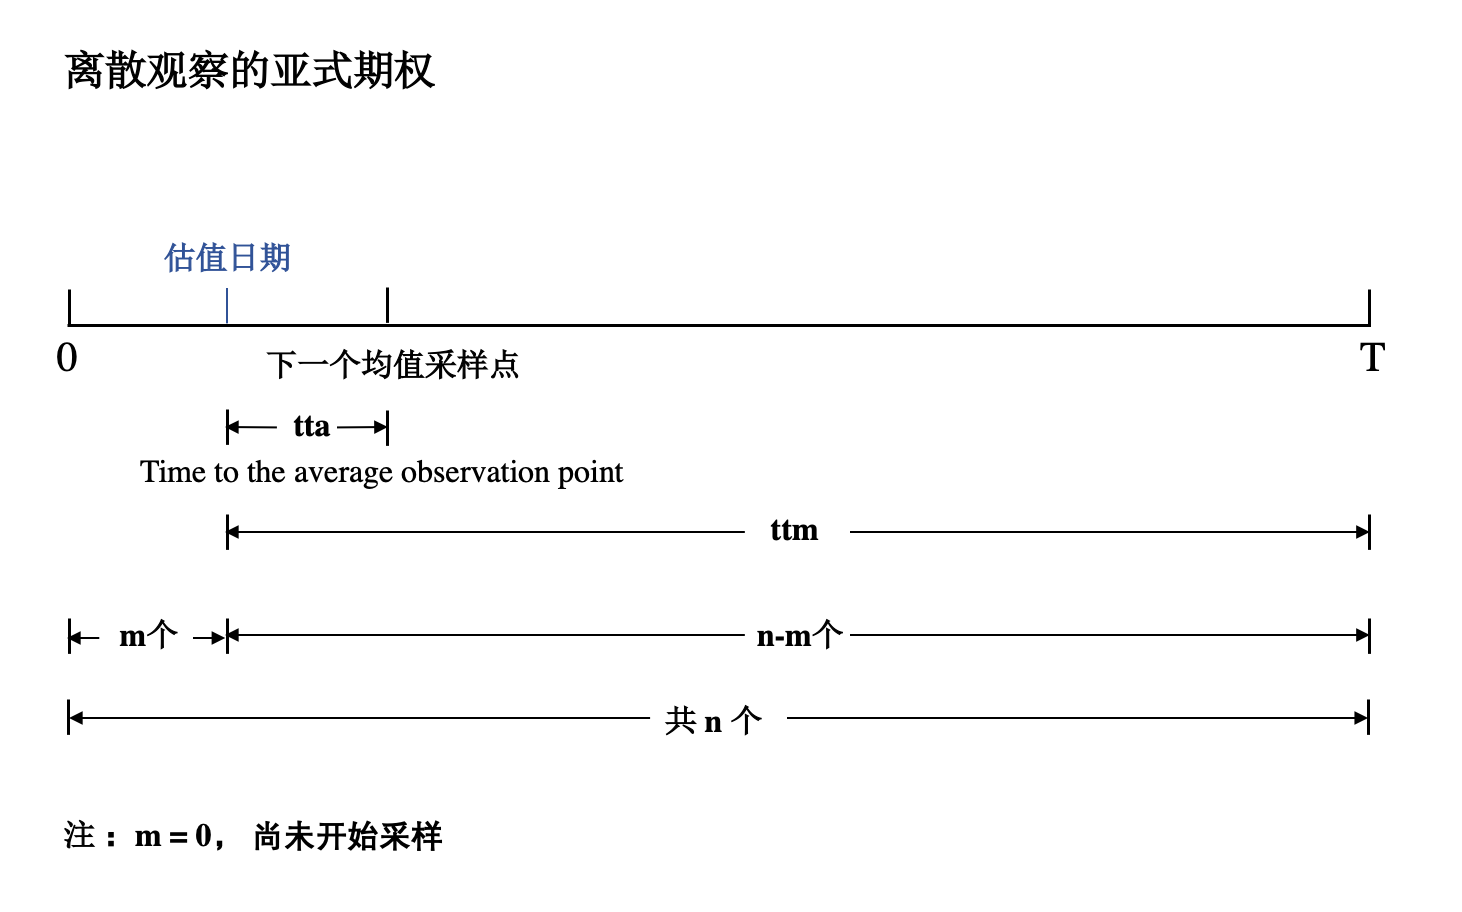 离散观察的亚式期权
估值日期
0
T
下一个均值采样点
tta
Time to the average observation point
ttm
m个
n-m个
共 n 个
注：m = 0， 尚未开始采样